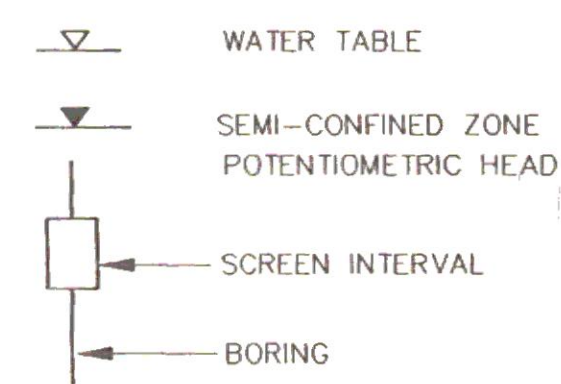 WATER TABLE
SEMI-CONFINED ZONE
POTENTIOMETRIC HEAD
SCREEN INTERVAL
BORING